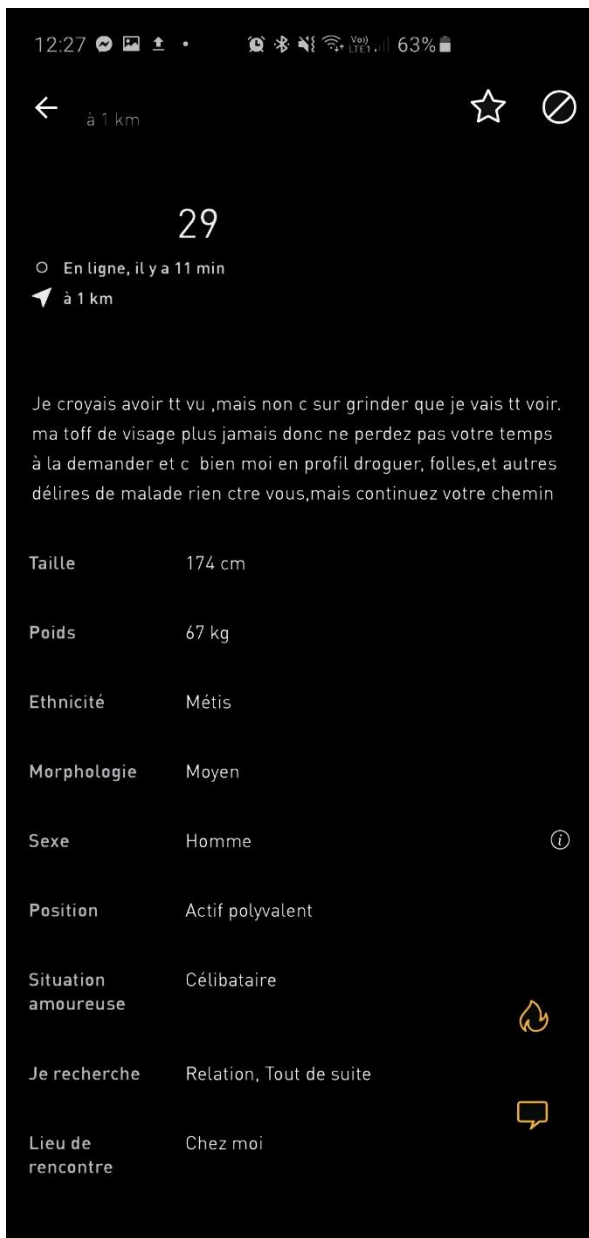 12:27 63%
à 1 km
29
En ligne, il y a 11 min
à 1 km
Je croyais avoir tt vu ,mais non c sur grinder que je vais tt voir.
ma toff de visage plus jamais donc ne perdez pas votre temps
à la demander et c bien moi en profil droguer, folles,et autres
délires de malade rien ctre vous,mais continuez votre chemin
Taille 174 cm
Poids 67 kg
Ethnicité Métis
Morphologie Moyen
Sexe Homme
Position Actif polyvalent
Situation Célibataire
amoureuse
Je recherche Relation, Tout de suite
Lieu de Chez moi
rencontre